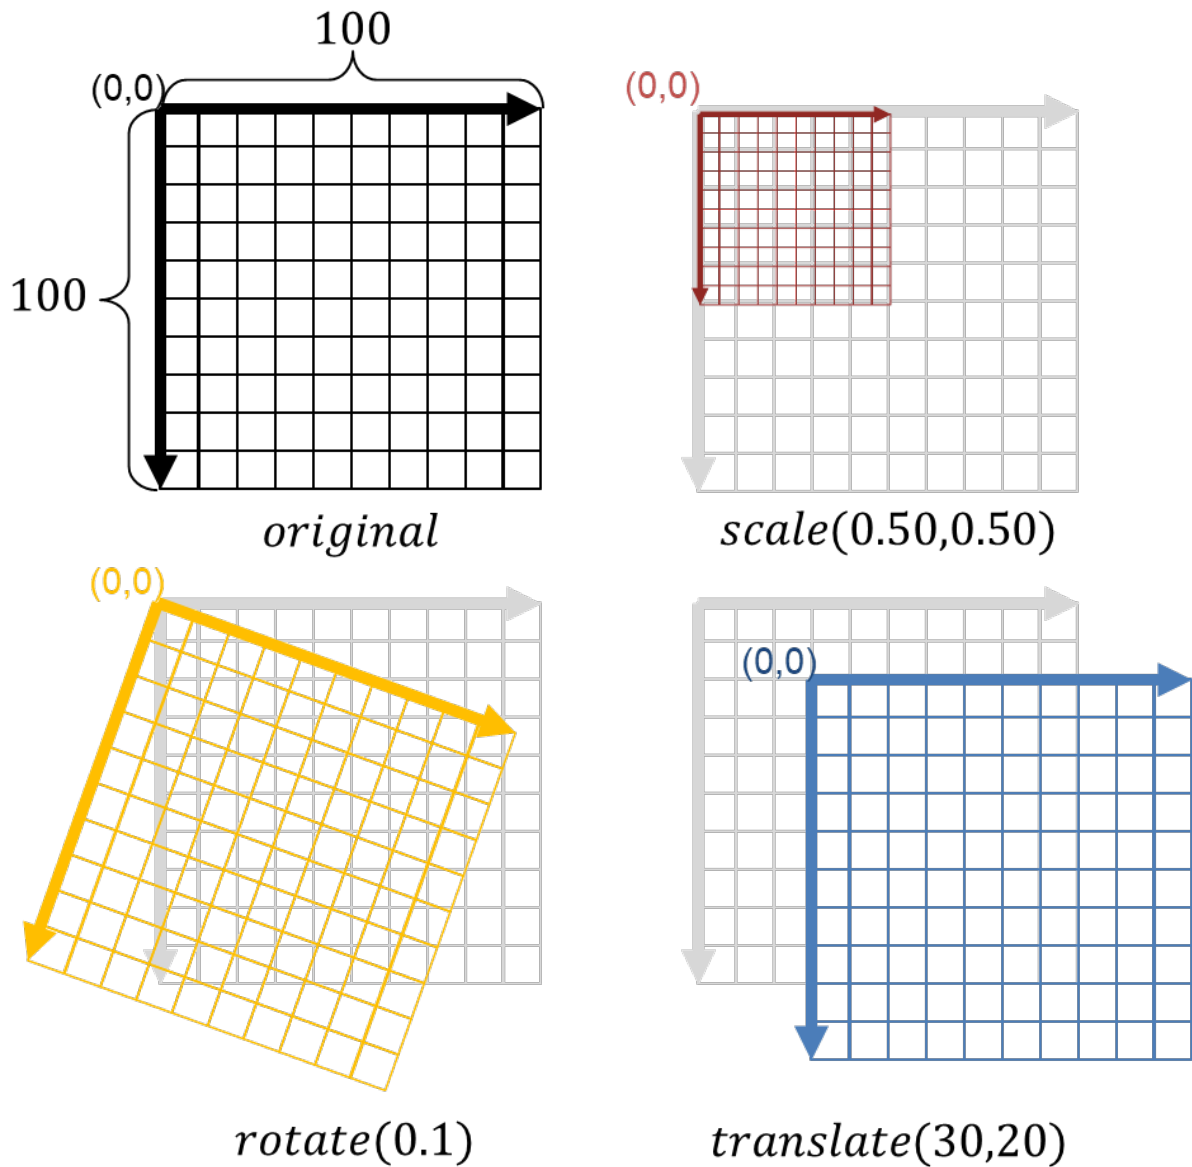 100
(0,0)
(0,0)
100
original
scale(0.50,0.50)
(0,0)
(0,0)
rotate(0.1)
translate(30,20)